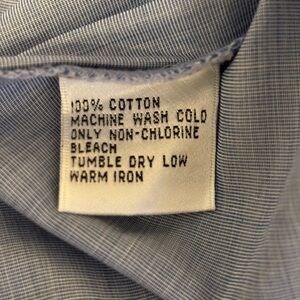 100% COTTON
MACHINE WASH COLD
ONLY NON-CHLORINE
BLEACH
TUMBLE DRY LOW
WARM IRON